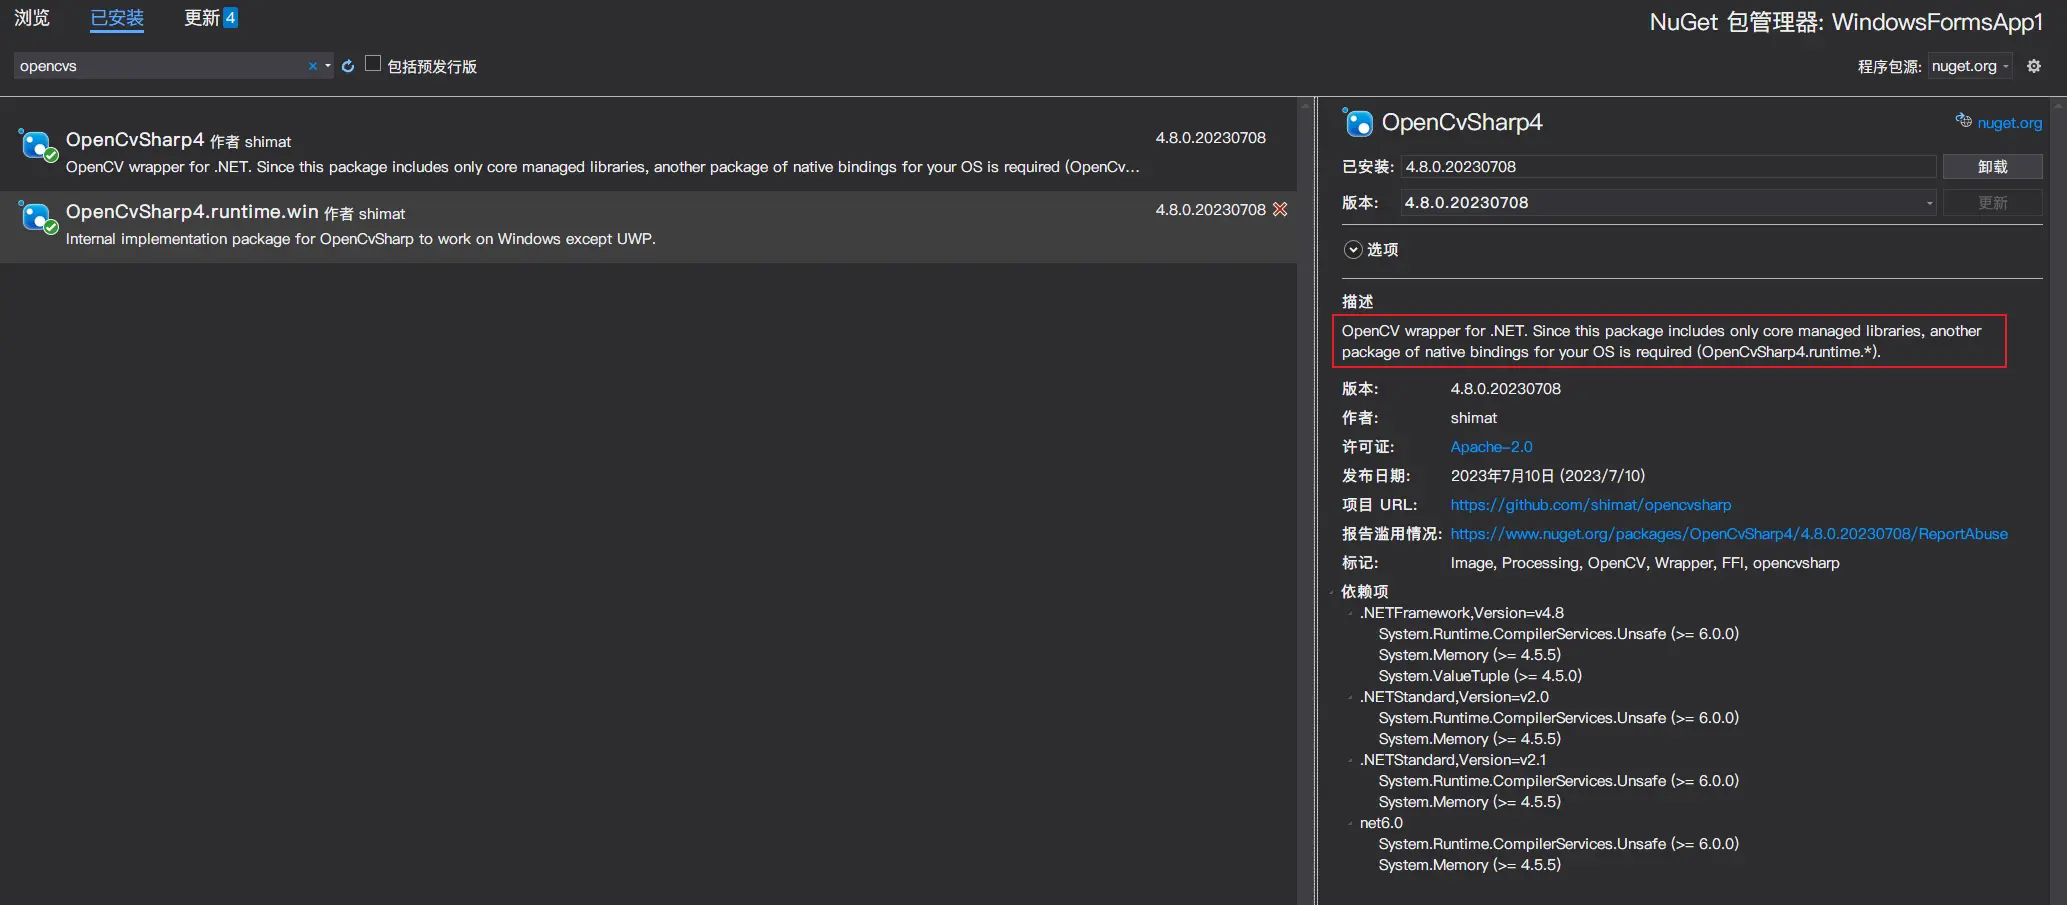 浏览 已安装 更新 4
NuGet 包管理器: WindowsFormsApp1
opencvs
包括预发行版
程序包源: nuget.org
OpenCvSharp4 作者 shimat
4.8.0.20230708
OpenCV wrapper for .NET. Since this package includes only core managed libraries, another package of native bindings for your OS is required (OpenCv...
OpenCvSharp4.runtime.win 作者 shimat
4.8.0.20230708
Internal implementation package for OpenCvSharp to work on Windows except UWP.
OpenCvSharp4
nuget.org
已安装: 4.8.0.20230708 卸载
版本: 4.8.0.20230708 更新
选项
描述
OpenCV wrapper for .NET. Since this package includes only core managed libraries, another
package of native bindings for your OS is required (OpenCvSharp4.runtime.*).
版本: 4.8.0.20230708
作者: shimat
许可证: Apache-2.0
发布日期: 2023年7月10日 (2023/7/10)
项目 URL: https://github.com/shimat/opencvsharp
报告滥用情况: https://www.nuget.org/packages/OpenCvSharp4/4.8.0.20230708/ReportAbuse
标记: Image, Processing, OpenCV, Wrapper, FFI, opencvsharp
依赖项
.NETFramework,Version=v4.8
System.Runtime.CompilerServices.Unsafe (>= 6.0.0)
System.Memory (>= 4.5.5)
System.ValueTuple (>= 4.5.0)
.NETStandard,Version=v2.0
System.Runtime.CompilerServices.Unsafe (>= 6.0.0)
System.Memory (>= 4.5.5)
.NETStandard,Version=v2.1
System.Runtime.CompilerServices.Unsafe (>= 6.0.0)
System.Memory (>= 4.5.5)
net6.0
System.Runtime.CompilerServices.Unsafe (>= 6.0.0)
System.Memory (>= 4.5.5)